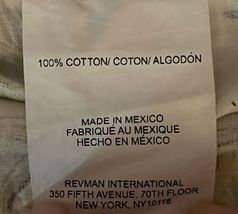 100% COTTON/ COTON/ ALGODÓN
MADE IN MEXICO
FABRIQUÉ AU MEXIQUE
HECHO EN MÉXICO
REVMAN INTERNATIONAL
350 FIFTH AVENUE, 70TH FLOOR
NEW YORK, NY10118